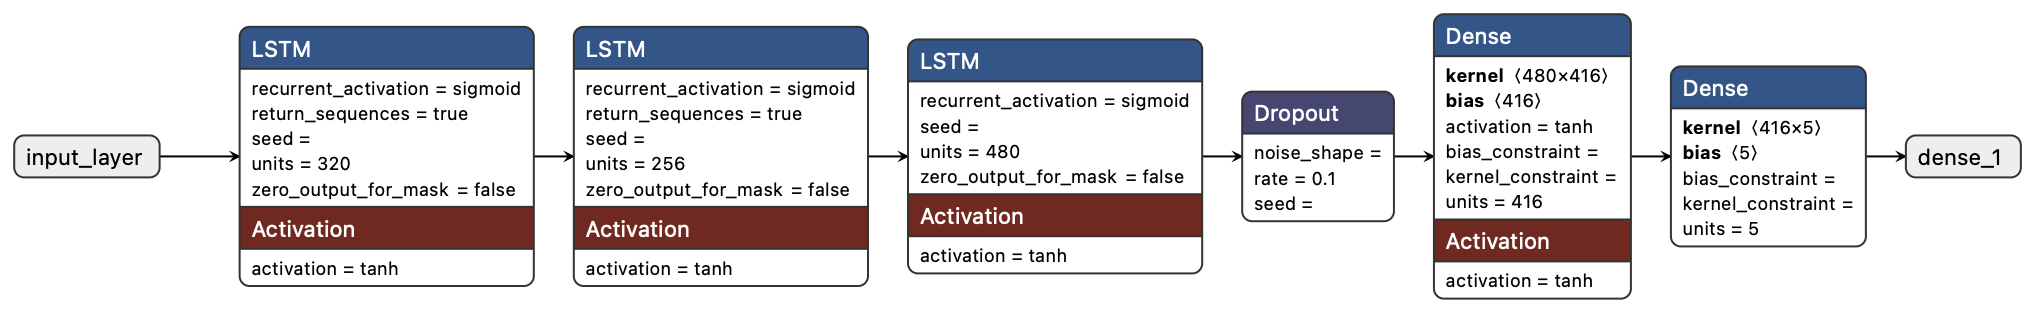 input_layer
LSTM
recurrent_activation = sigmoid
return_sequences = true
seed =
units = 320
zero_output_for_mask = false
Activation
activation = tanh
LSTM
recurrent_activation = sigmoid
return_sequences = true
seed =
units = 256
zero_output_for_mask = false
Activation
activation = tanh
LSTM
recurrent_activation = sigmoid
seed =
units = 480
zero_output_for_mask = false
Activation
activation = tanh
Dropout
noise_shape =
rate = 0.1
seed =
Dense
kernel ⟨480×416⟩
bias ⟨416⟩
activation = tanh
bias_constraint =
kernel_constraint =
units = 416
Activation
activation = tanh
Dense
kernel ⟨416×5⟩
bias ⟨5⟩
bias_constraint =
kernel_constraint =
units = 5
dense_1